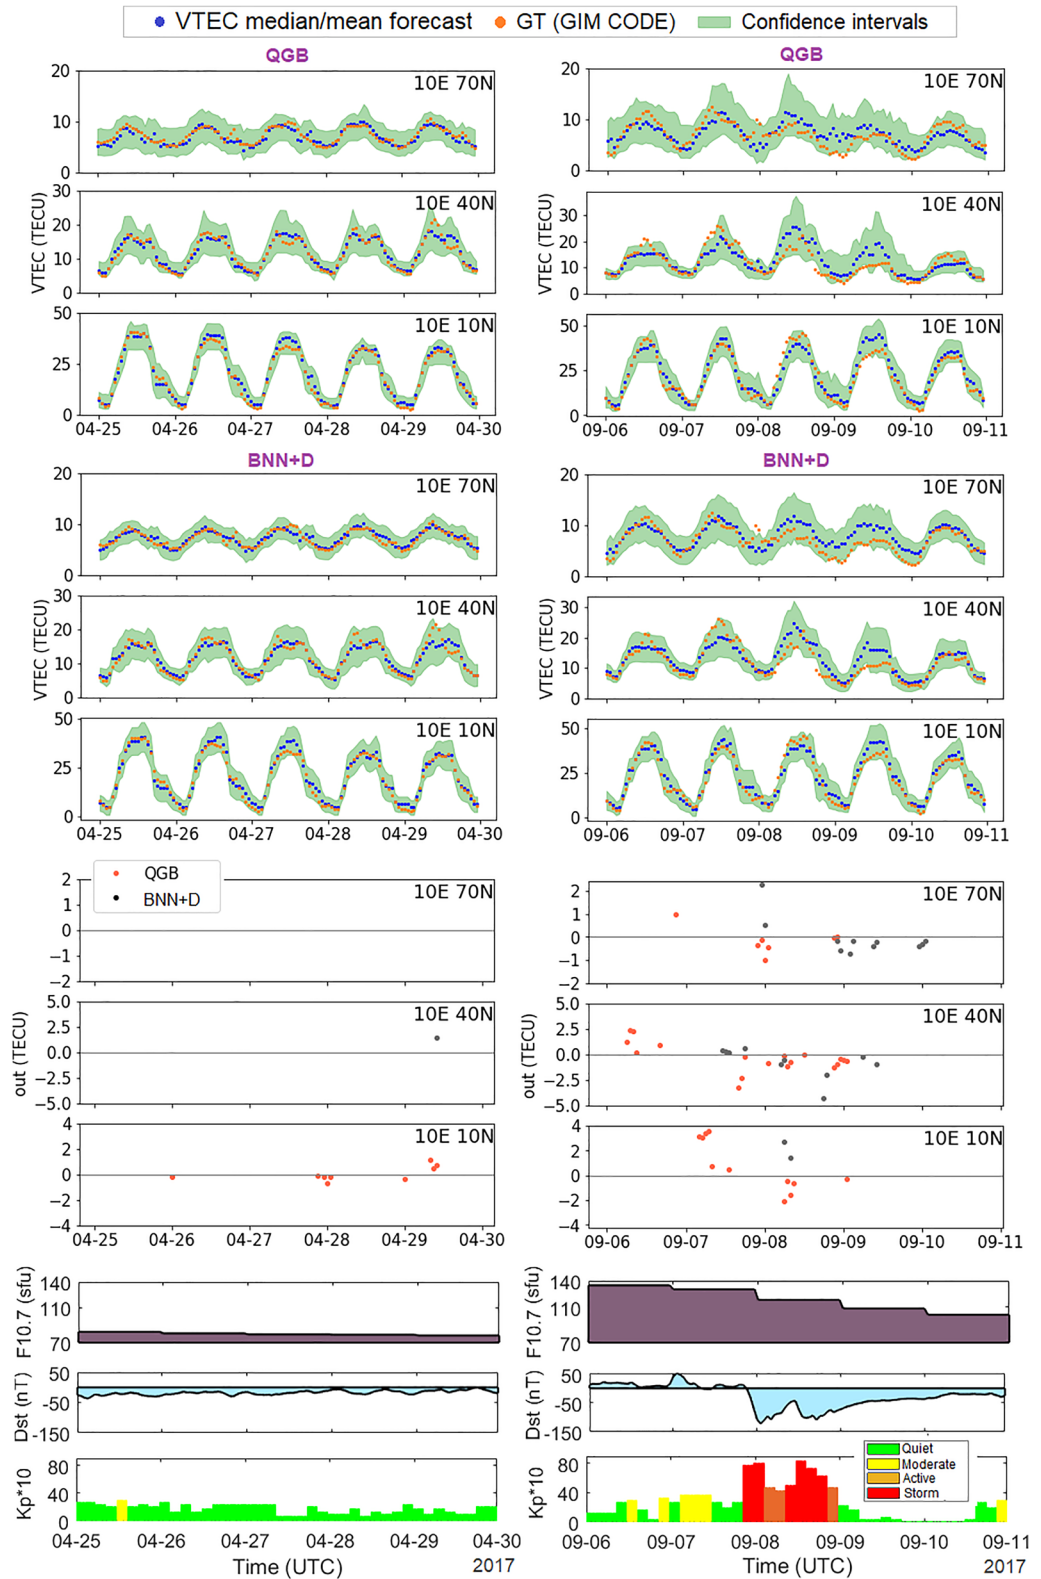 VTEC median/mean forecast GT (GIM CODE) Confidence intervals
QGB QGB
20 10E 70N 20 10E 70N
10 10
0 0
30 10E 40N 10E 40N
20 30
10 20
0 10
0
VTEC (TECU) VTEC (TECU)
50 10E 10N 50 10E 10N
25 25
0 0
04-25 04-26 04-27 04-28 04-29 04-30 09-06 09-07 09-08 09-09 09-10 09-11
BNN+D BNN+D
20 10E 70N 20 10E 70N
10 10
0 0
30 10E 40N 30 10E 40N
20 20
10 10
0 0
VTEC (TECU) VTEC (TECU)
50 10E 10N 50 10E 10N
25 25
0 0
04-25 04-26 04-27 04-28 04-29 04-30 09-06 09-07 09-08 09-09 09-10 09-11
QGB
BNN+D
2 10E 70N 2 10E 70N
1 1
0 0
−1 −1
−2 −2
5.0 10E 40N 5.0 10E 40N
2.5 2.5
0.0 0.0
−2.5 −2.5
−5.0 −5.0
out (TECU) out (TECU)
4 10E 10N 4 10E 10N
2 2
0 0
−2 −2
−4 −4
04-25 04-26 04-27 04-28 04-29 04-30 09-06 09-07 09-08 09-09 09-10 09-11
F10.7 (sfu) F10.7 (sfu)
140 140
110 110
70 70
Dst (nT) Dst (nT)
50 50
-50 -50
-150 -150
Kp*10 Kp*10
80 80
40 40
0 0
Quiet
Moderate
Active
Storm
04-25 04-26 04-27 04-28 04-29 04-30 09-06 09-07 09-08 09-09 09-10 09-11
Time (UTC) 2017 Time (UTC) 2017